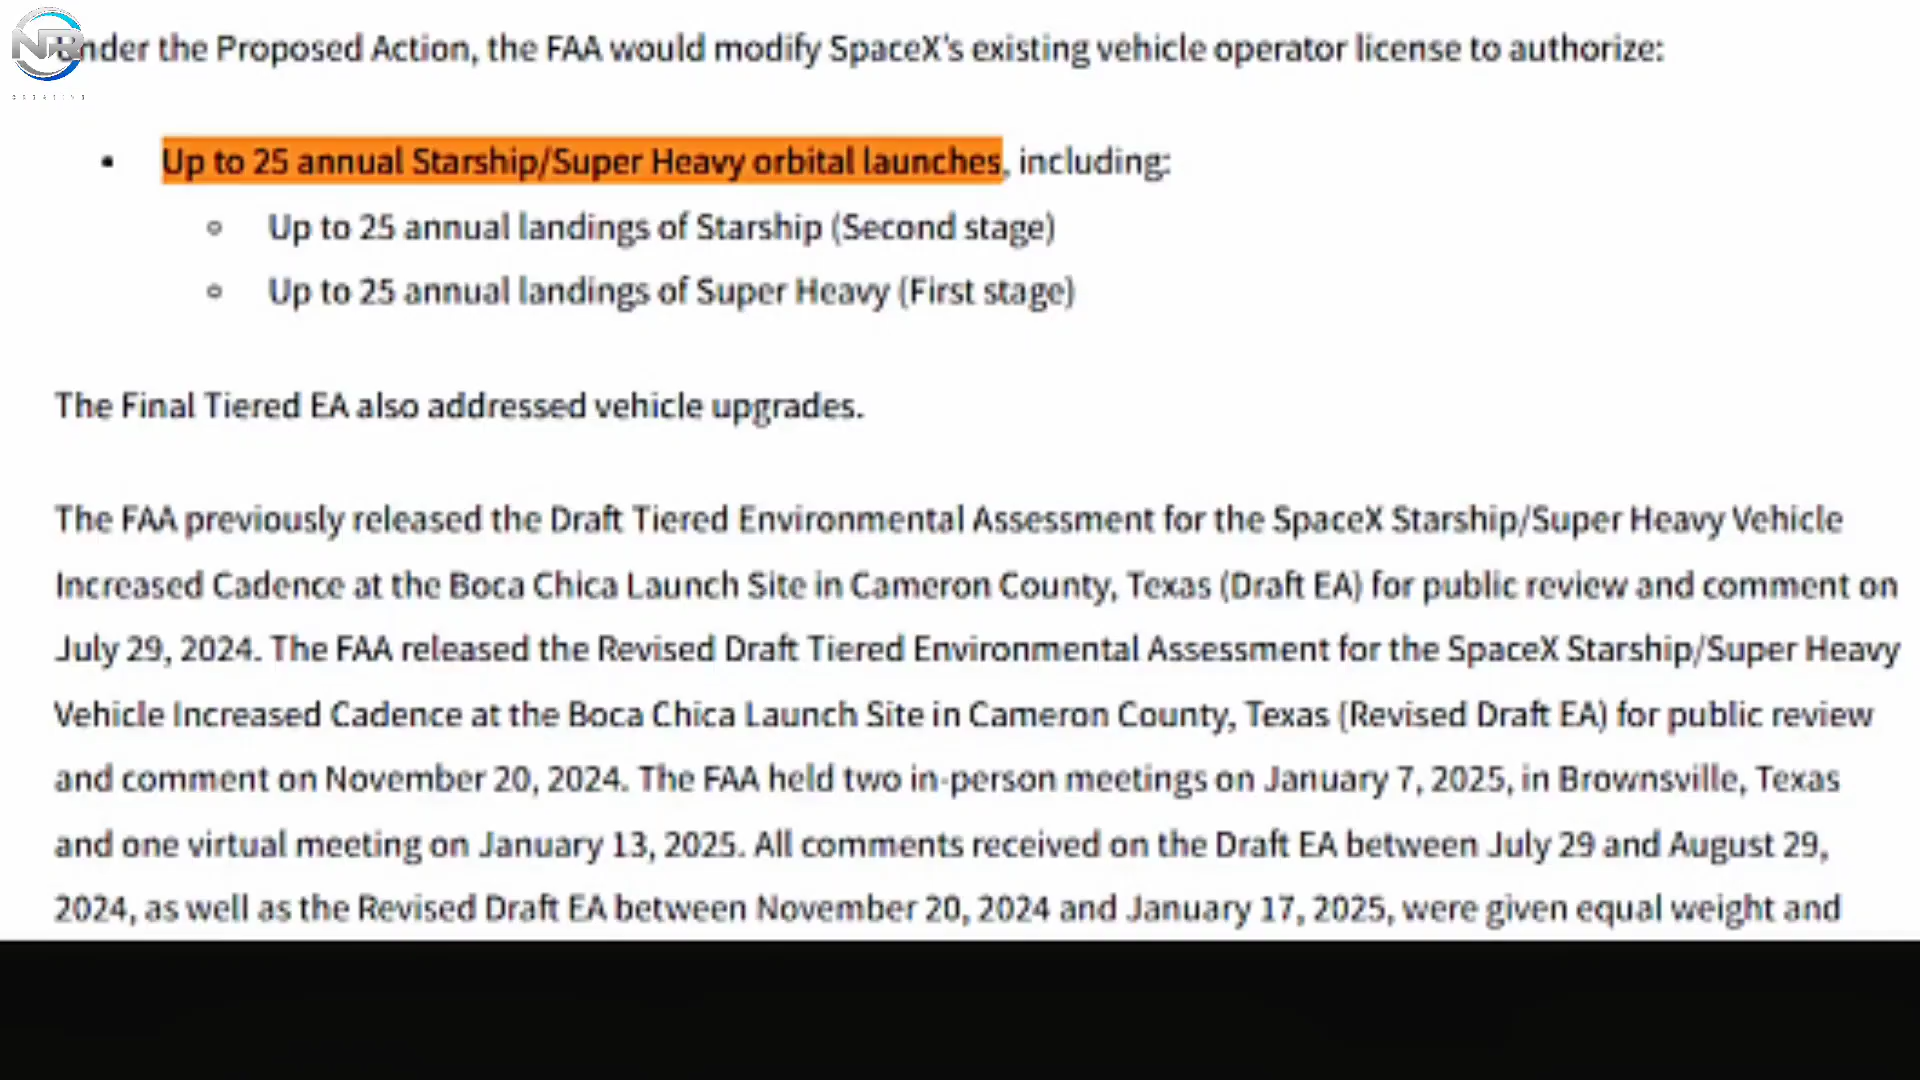 NR
Under the Proposed Action, the FAA would modify SpaceX's existing vehicle operator license to authorize:
• Up to 25 annual Starship/Super Heavy orbital launches, including:
○ Up to 25 annual landings of Starship (Second stage)
○ Up to 25 annual landings of Super Heavy (First stage)
The Final Tiered EA also addressed vehicle upgrades.
The FAA previously released the Draft Tiered Environmental Assessment for the SpaceX Starship/Super Heavy Vehicle
Increased Cadence at the Boca Chica Launch Site in Cameron County, Texas (Draft EA) for public review and comment on
July 29, 2024. The FAA released the Revised Draft Tiered Environmental Assessment for the SpaceX Starship/Super Heavy
Vehicle Increased Cadence at the Boca Chica Launch Site in Cameron County, Texas (Revised Draft EA) for public review
and comment on November 20, 2024. The FAA held two in-person meetings on January 7, 2025, in Brownsville, Texas
and one virtual meeting on January 13, 2025. All comments received on the Draft EA between July 29 and August 29,
2024, as well as the Revised Draft EA between November 20, 2024 and January 17, 2025, were given equal weight and